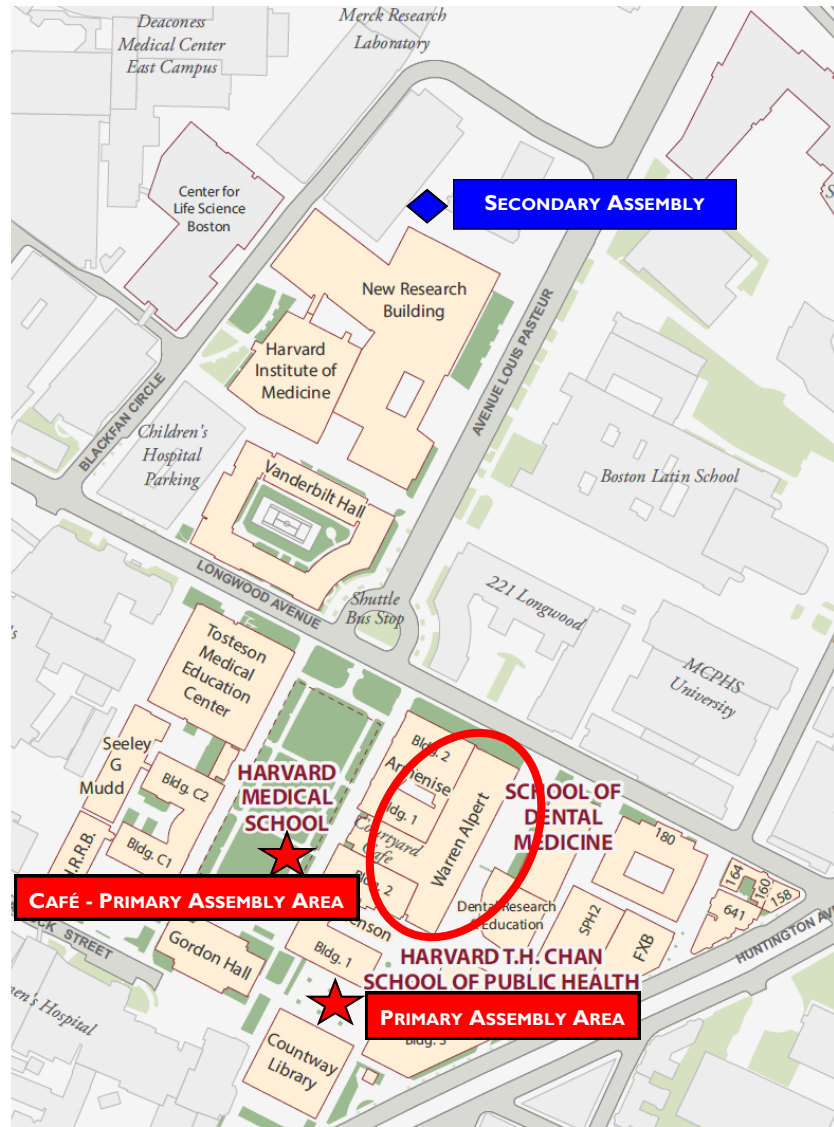 Deaconess
Medical Center
East Campus
Merck Research
Laboratory
Center for
Life Science
Boston
SECONDARY ASSEMBLY
New Research
Building
Harvard
Institute of
Medicine
AVENUE LOUIS PASTEUR
BLACKFAN CIRCLE
Children's
Hospital
Parking
Vanderbilt Hall
Boston Latin School
LONGWOOD AVENUE
Shuttle
Bus Stop
221 Longwood
MCPHS
University
Tosteson
Medical
Education
Center
Seeley
G
Mudd
Bldg. C2
Bldg. C1
H.R.R.B.
HARVARD
MEDICAL
SCHOOL
Bldg. 2
Armenise
Bldg. 1
Courtyard
Cafe
Warren Alpert
SCHOOL OF
DENTAL
MEDICINE
180
164
160
158
641
Bldg. 2
CAFÉ - PRIMARY ASSEMBLY AREA
Dental Research
& Education
SPH2
FXB
STREET
Gordon Hall
Bldg. 1
HUNTINGTON
HARVARD T.H. CHAN
SCHOOL OF PUBLIC HEALTH
PRIMARY ASSEMBLY AREA
Hospital
Countway
Library